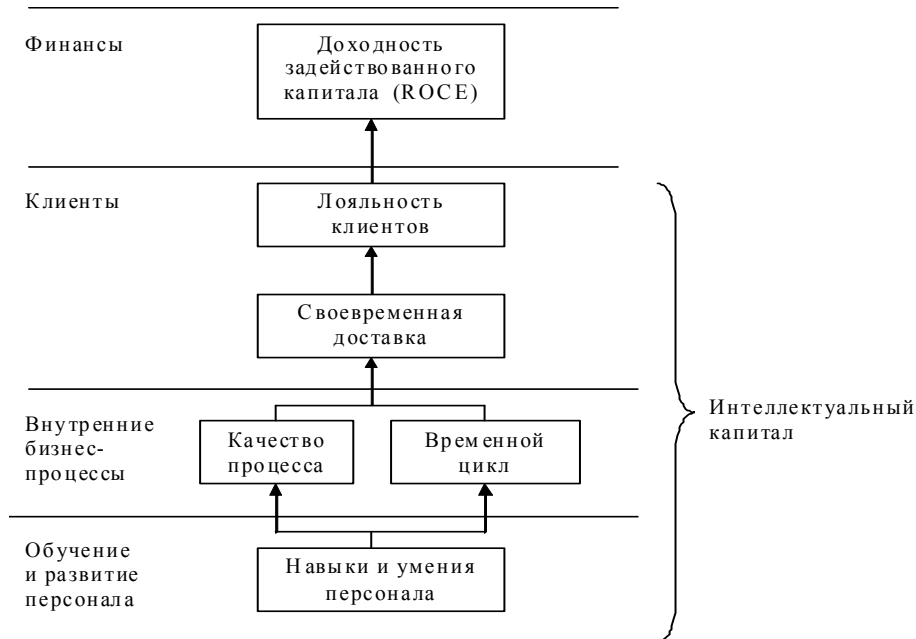 Финансы
Доходность
задействованного
капитала (ROCE)
Клиенты
Лояльность
клиентов
Своевременная
доставка
Внутренние
бизнес-
процессы
Качество
процесса
Временной
цикл
Интеллектуальный
капитал
Обучение
и развитие
персонала
Навыки и умения
персонала